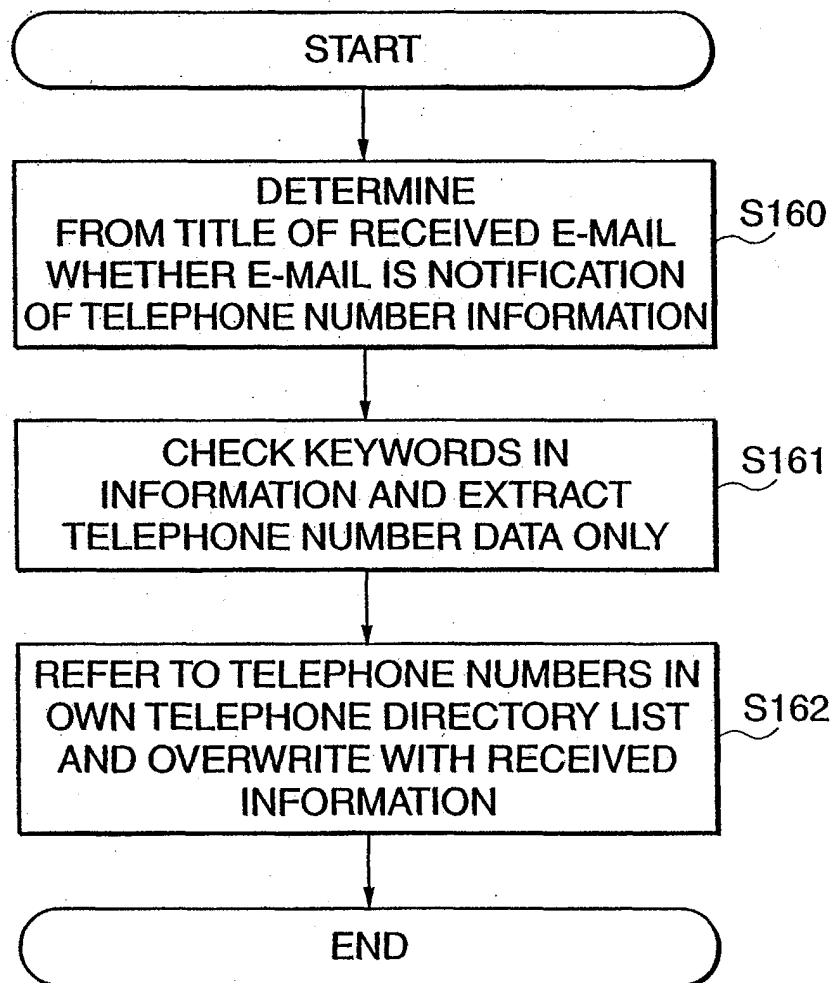 START
DETERMINE
FROM TITLE OF RECEIVED E-MAIL
WHETHER E-MAIL IS NOTIFICATION
OF TELEPHONE NUMBER INFORMATION
S160
CHECK KEYWORDS IN
INFORMATION AND EXTRACT
TELEPHONE NUMBER DATA ONLY
S161
REFER TO TELEPHONE NUMBERS IN
OWN TELEPHONE DIRECTORY LIST
AND OVERWRITE WITH RECEIVED
INFORMATION
S162
END